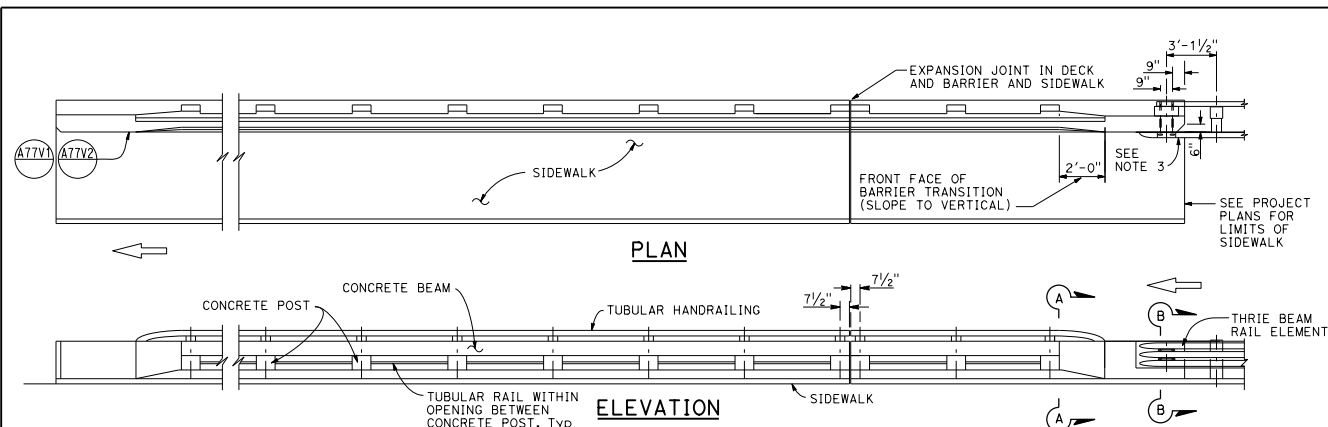 EXPANSION JOINT IN DECK
AND BARRIER AND SIDEWALK
3'-1½"
9"
9"
6"
SEE
NOTE 3
2'-0"
A77V1
A77V2
SIDEWALK
FRONT FACE OF
BARRIER TRANSITION
(SLOPE TO VERTICAL)
SEE PROJECT
PLANS FOR
LIMITS OF
SIDEWALK
PLAN
CONCRETE POST
CONCRETE BEAM
TUBULAR HANDRAILING
7½"
7½"
A
B
THRIE BEAM
RAIL ELEMENT
TUBULAR RAIL WITHIN
OPENING BETWEEN
CONCRETE POST, Typ
ELEVATION
SIDEWALK
A
B